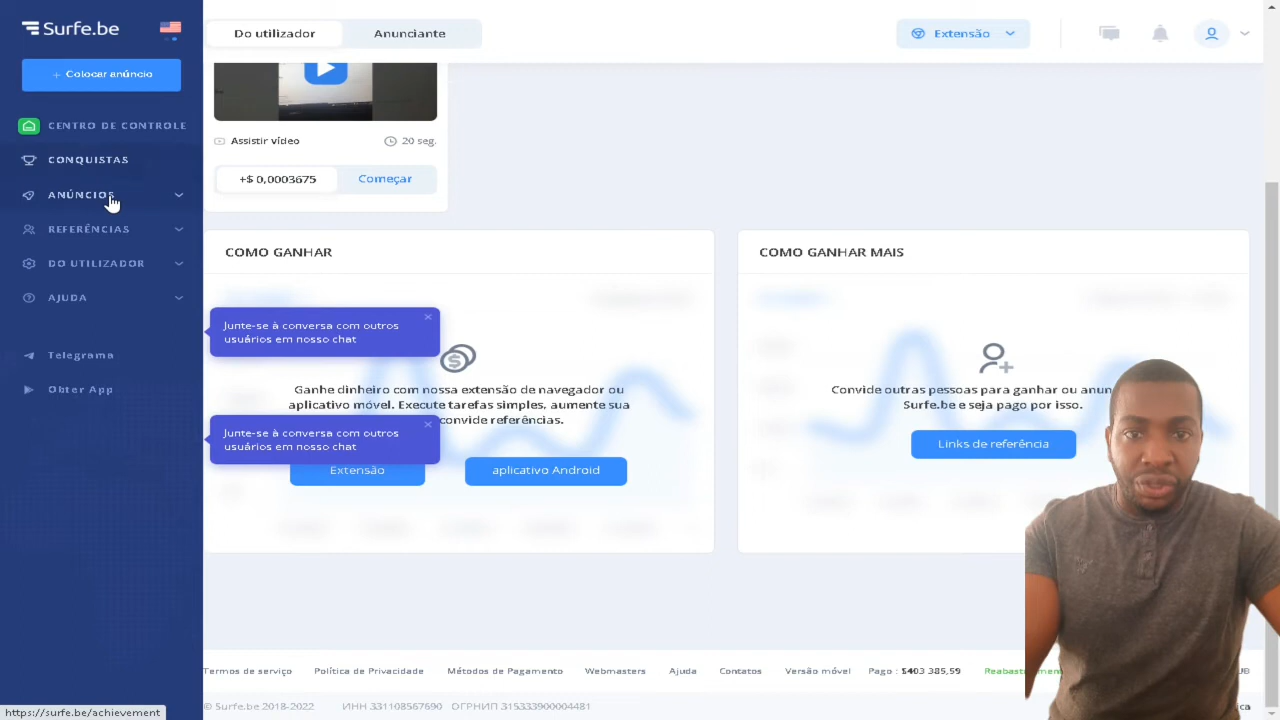 Surfe.be
Do utilizador
Anunciante
Extensão
+ Colocar anúncio
CENTRO DE CONTROLE
CONQUISTAS
ANÚNCIOS
REFERÊNCIAS
DO UTILIZADOR
AJUDA
Telegrama
Obter App
Assistir vídeo
20 seg.
+$ 0,0003675
Começar
COMO GANHAR
Junte-se à conversa com outros
usuários em nosso chat
Ganhe dinheiro com nossa extensão de navegador ou
aplicativo móvel. Execute tarefas simples, aumente sua
convide referências.
Junte-se à conversa com outros
usuários em nosso chat
Extensão
aplicativo Android
COMO GANHAR MAIS
Convide outras pessoas para ganhar ou anun
Surfe.be e seja pago por isso.
Links de referência
Termos de serviço
Política de Privacidade
Métodos de Pagamento
Webmasters
Ajuda
Contatos
Versão móvel
Pago :
© Surfe.be 2018-2022
ИНН 331108567690
ОГРНИП 315333900004481
https://surfe.be/achievement